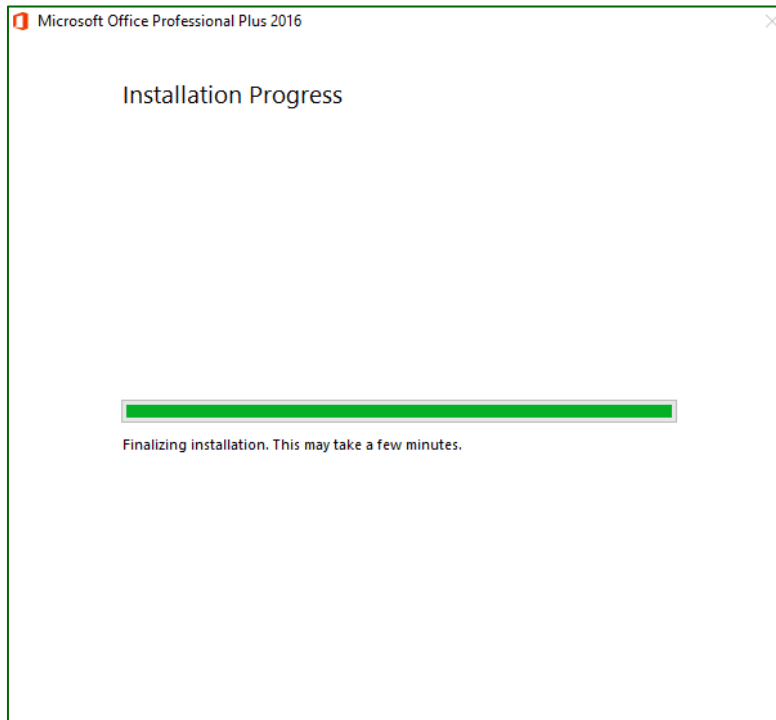 Microsoft Office Professional Plus 2016
Installation Progress
Finalizing installation. This may take a few minutes.